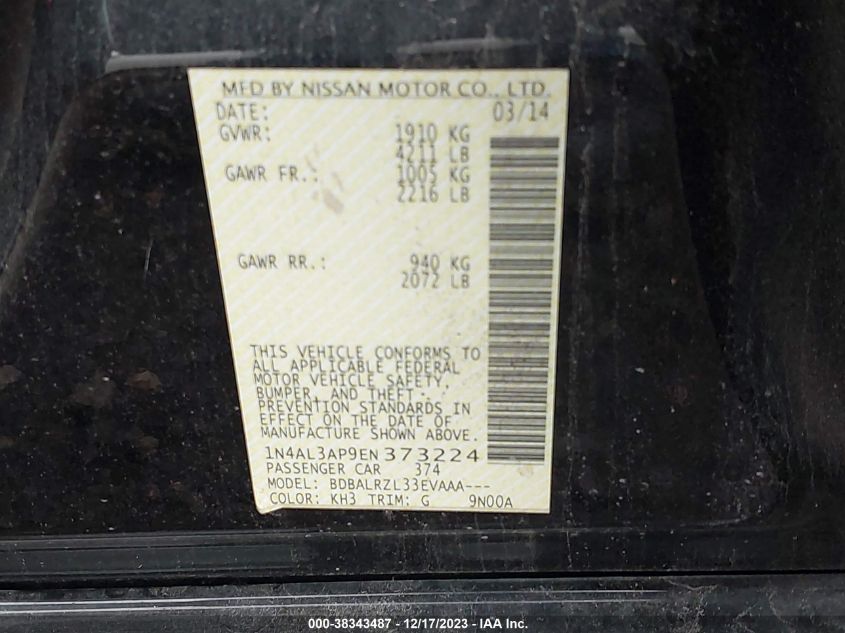 MFD BY NISSAN MOTOR CO., LTD.
DATE: 03/14
GVWR: 1910 KG
4211 LB
GAWR FR.: 1005 KG
2216 LB
GAWR RR.: 940 KG
2072 LB
THIS VEHICLE CONFORMS TO
ALL APPLICABLE FEDERAL
MOTOR VEHICLE SAFETY,
BUMPER, AND THEFT
PREVENTION STANDARDS IN
EFFECT ON THE DATE OF
MANUFACTURE SHOWN ABOVE.
1N4AL3AP9EN373224
PASSENGER CAR 374
MODEL: BDBALRZL33EVAAA---
COLOR: KH3 TRIM: G 9N00A
000-38343487 - 12/17/2023 - IAA Inc.